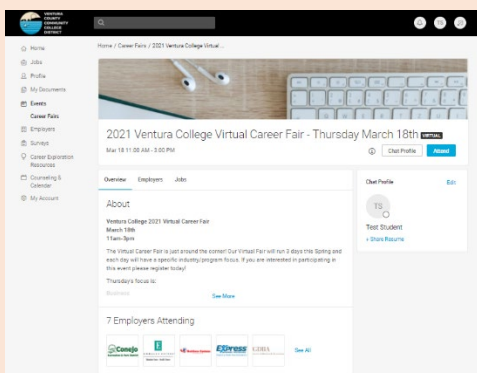 VENTURA
COUNTY
COMMUNITY
COLLEGE
DISTRICT
TS
Home
Jobs
Profile
My Documents
Events
Career Fairs
Employers
Surveys
Career Exploration
Resources
Counseling &
Calendar
My Account
Home / Career Fairs / 2021 Ventura College Virtual...
2021 Ventura College Virtual Career Fair - Thursday March 18th VIRTUAL
Mar 18 11:00 AM - 3:00 PM
Chat Profile
Attend
Overview Employers Jobs
About
Ventura College 2021 Virtual Career Fair
March 18th
11am-3pm
The Virtual Career Fair is just around the corner! Our Virtual Fair will run 3 days this Spring and
each day will have a specific industry/program focus. If you are interested in participating in
this event please register today!
Thursday's focus is:
Business
See More
7 Employers Attending
Conejo
E
Express
GDBA
See All
Chat Profile Edit
TS
Test Student
+ Share Resume